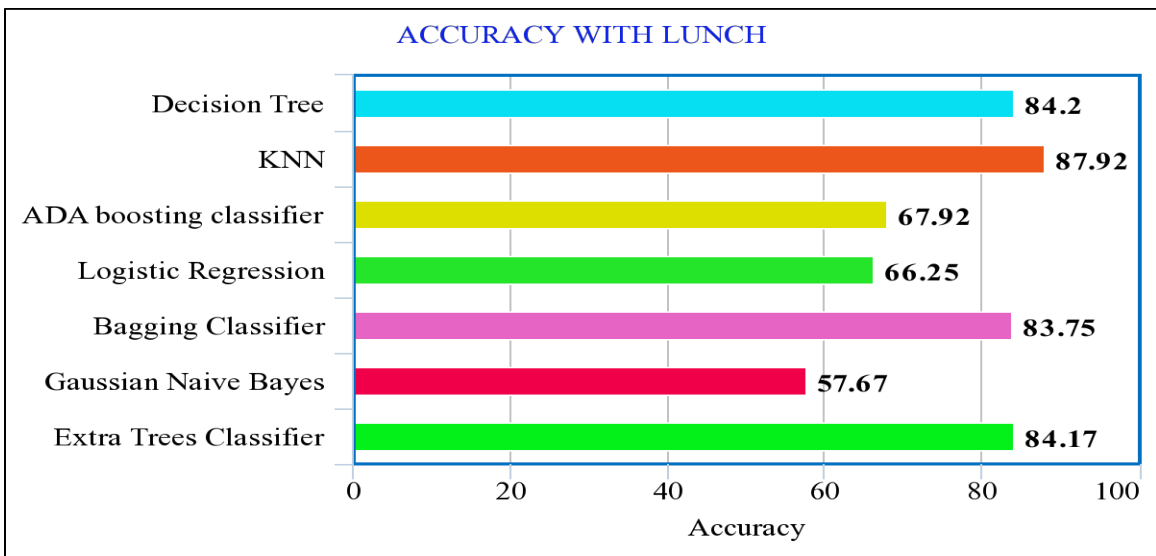 ACCURACY WITH LUNCH
Decision Tree 84.2
KNN 87.92
ADA boosting classifier 67.92
Logistic Regression 66.25
Bagging Classifier 83.75
Gaussian Naive Bayes 57.67
Extra Trees Classifier 84.17
0 20 40 60 80 100
Accuracy